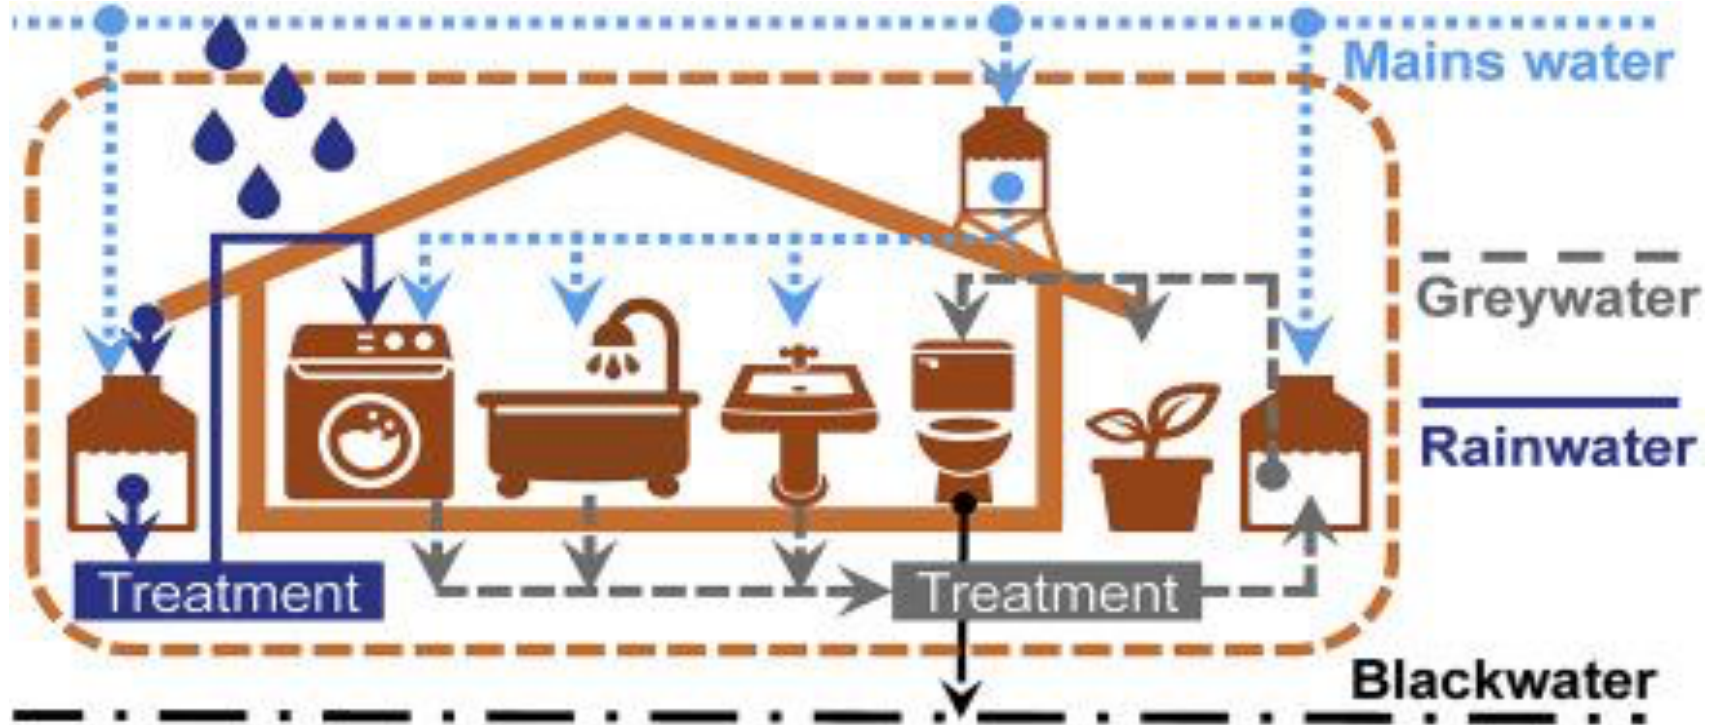 Mains water
Greywater
Rainwater
Treatment
Treatment
Blackwater